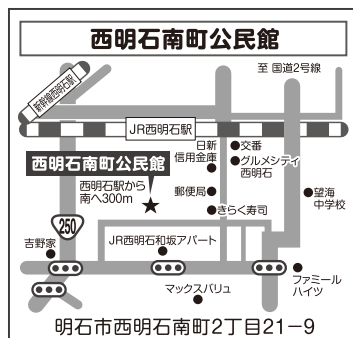 西明石南町公民館
至 国道2号線
新幹線西明石駅
JR西明石駅
日新
信用金庫
交番
グルメシティ
西明石
西明石南町公民館
西明石駅から
南へ300m
郵便局
きらく寿司
望海
中学校
250
吉野家
JR西明石和坂アパート
マックスバリュ
ファミール
ハイツ
明石市西明石南町2丁目21−9